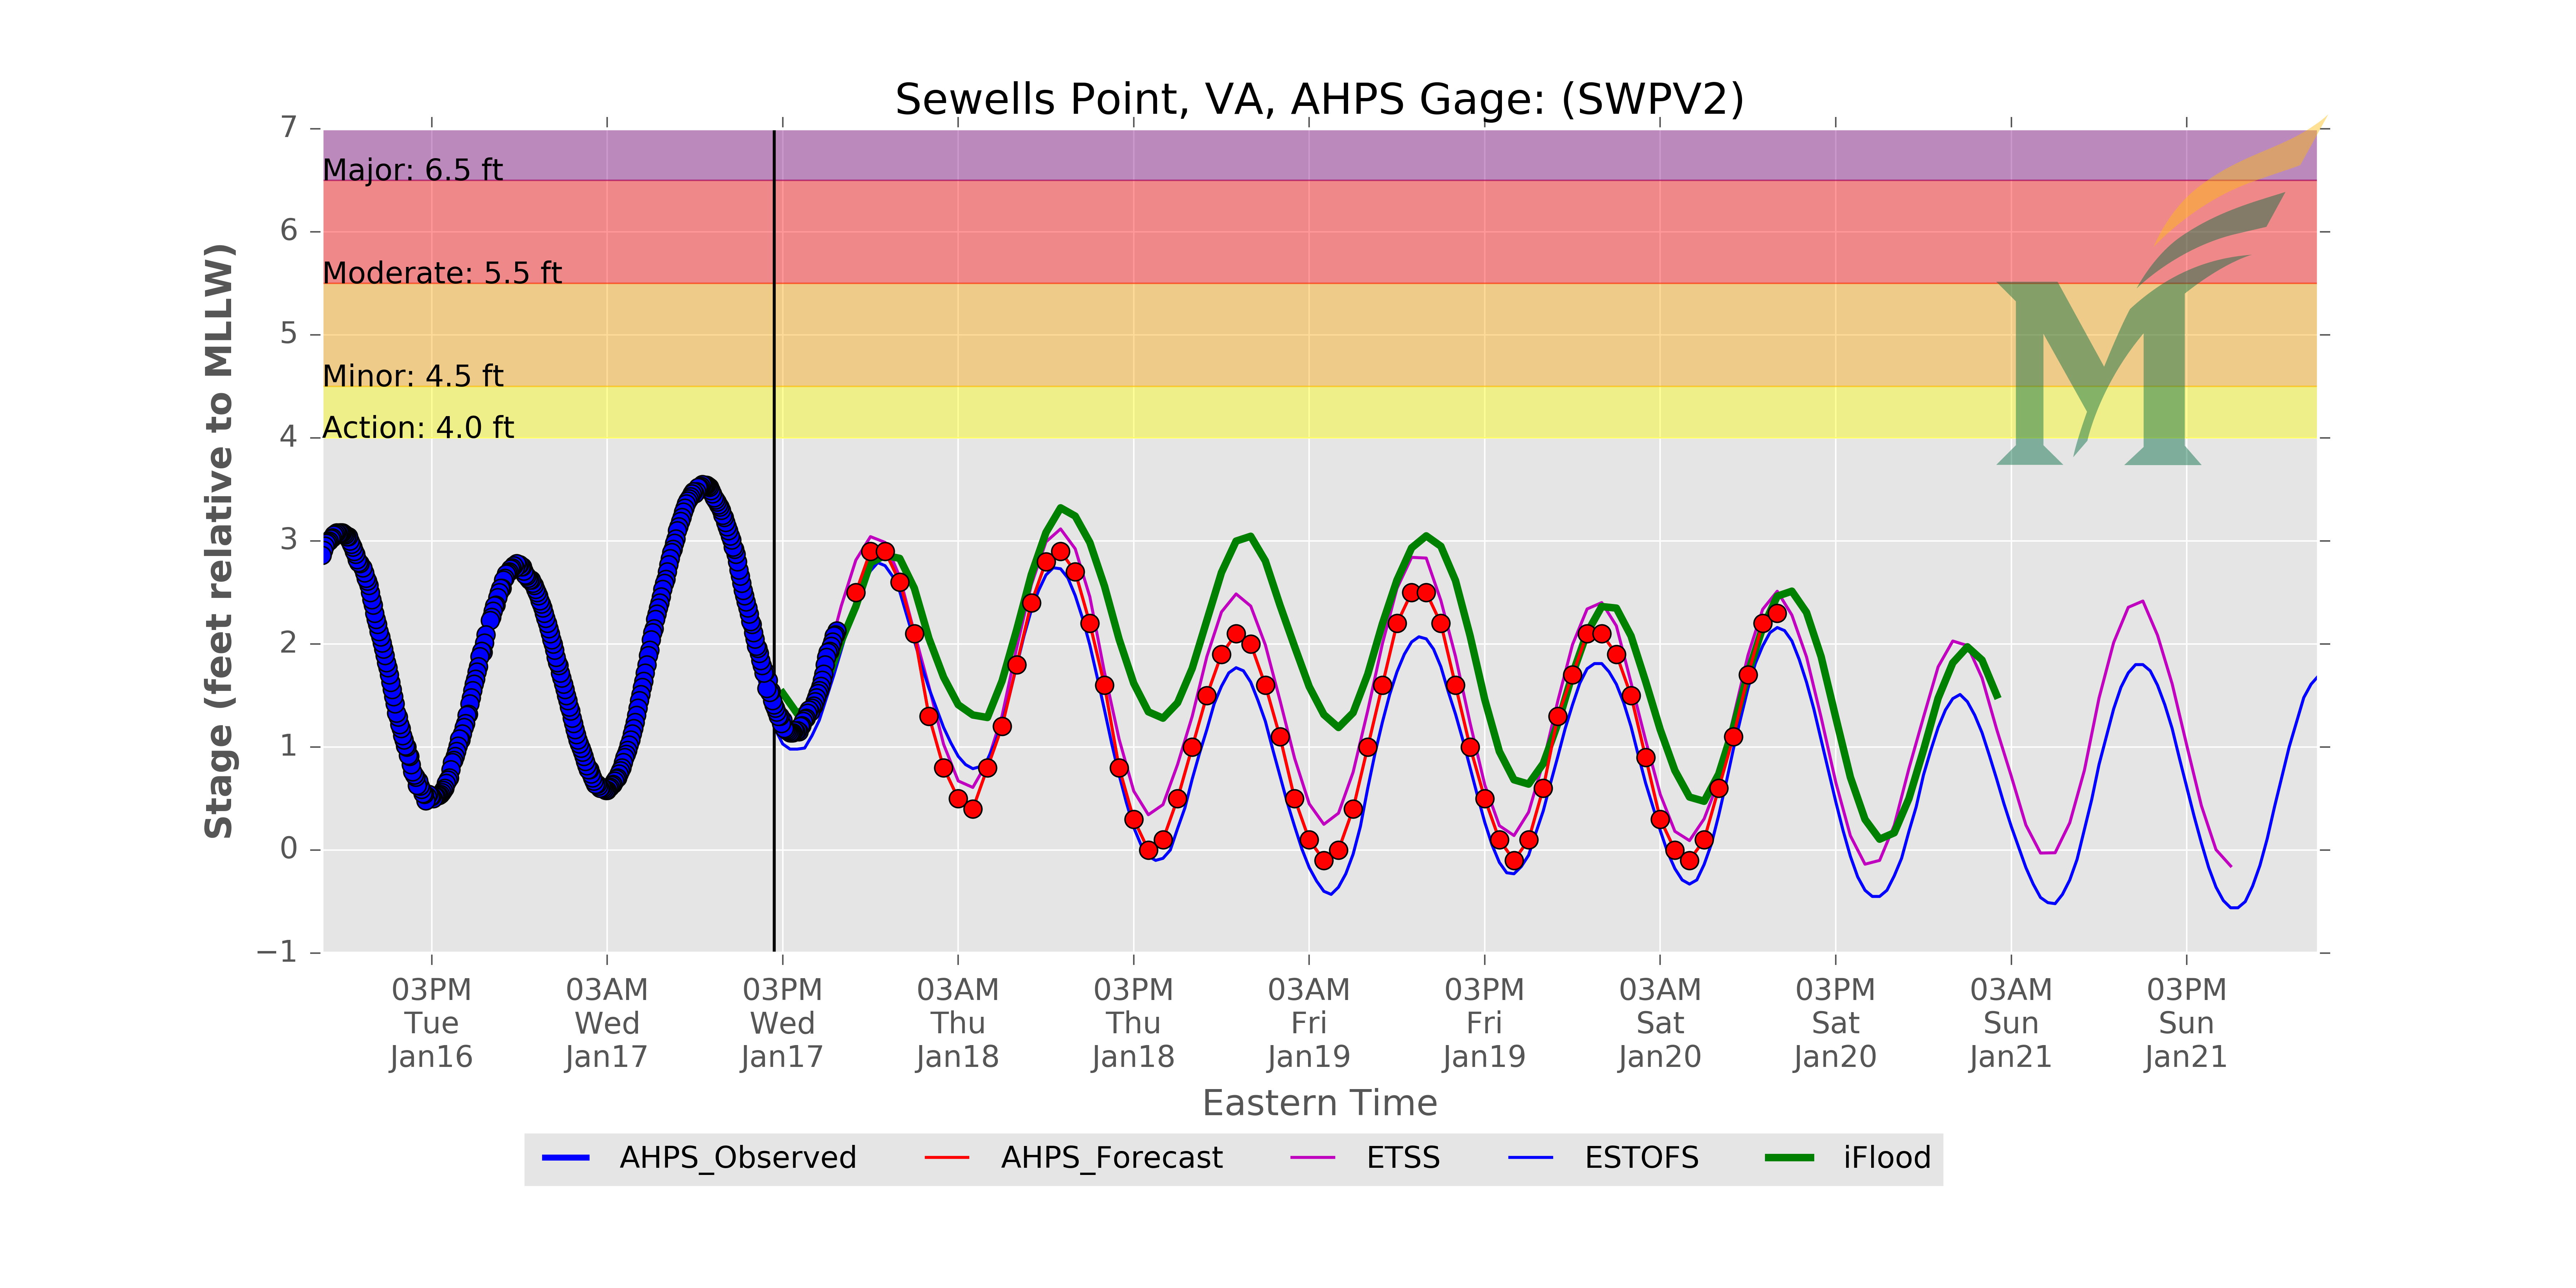 Sewells Point, VA, AHPS Gage: (SWPV2)
7
6
5
4
3
2
1
0
−1
Stage (feet relative to MLLW)
Major: 6.5 ft
Moderate: 5.5 ft
Minor: 4.5 ft
Action: 4.0 ft
03PM 03AM 03PM 03AM 03PM 03AM 03PM 03AM 03PM 03AM 03PM
Tue Wed Wed Thu Thu Fri Fri Sat Sat Sun Sun
Jan16 Jan17 Jan17 Jan18 Jan18 Jan19 Jan19 Jan20 Jan20 Jan21 Jan21
Eastern Time
AHPS_Observed AHPS_Forecast ETSS ESTOFS iFlood
M